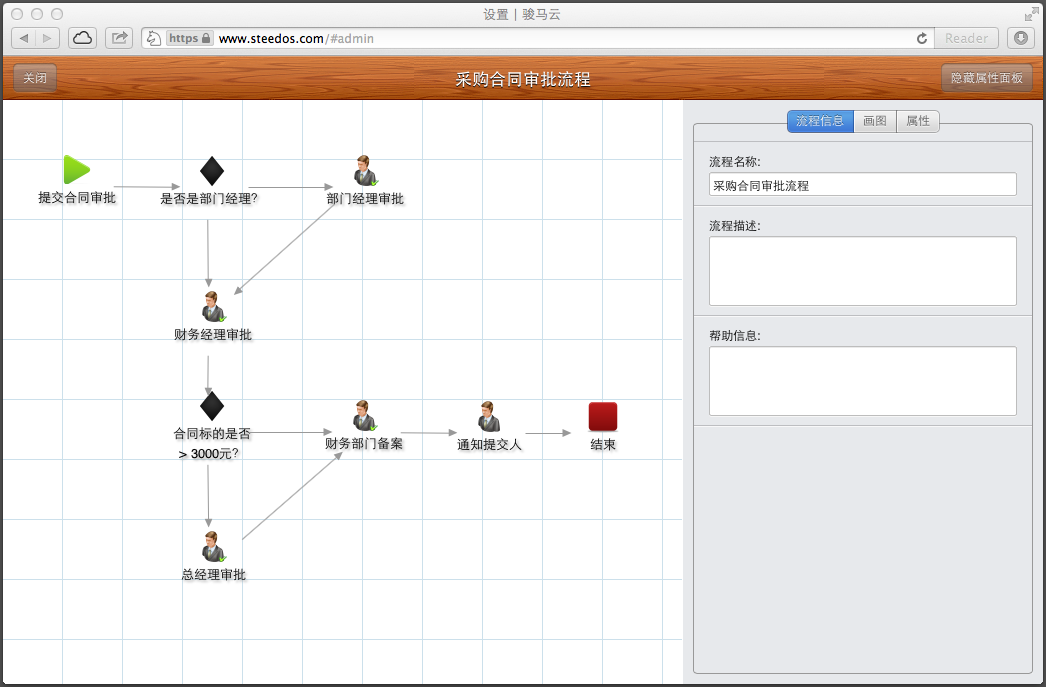 设置 | 骏马云
https www.steedos.com/#admin Reader
关闭 采购合同审批流程 隐藏属性面板
流程信息 画图 属性
流程名称:
采购合同审批流程
流程描述:
帮助信息:
提交合同审批 是否是部门经理? 部门经理审批
财务经理审批
合同标的是否
> 3000元?
财务部门备案 通知提交人 结束
总经理审批